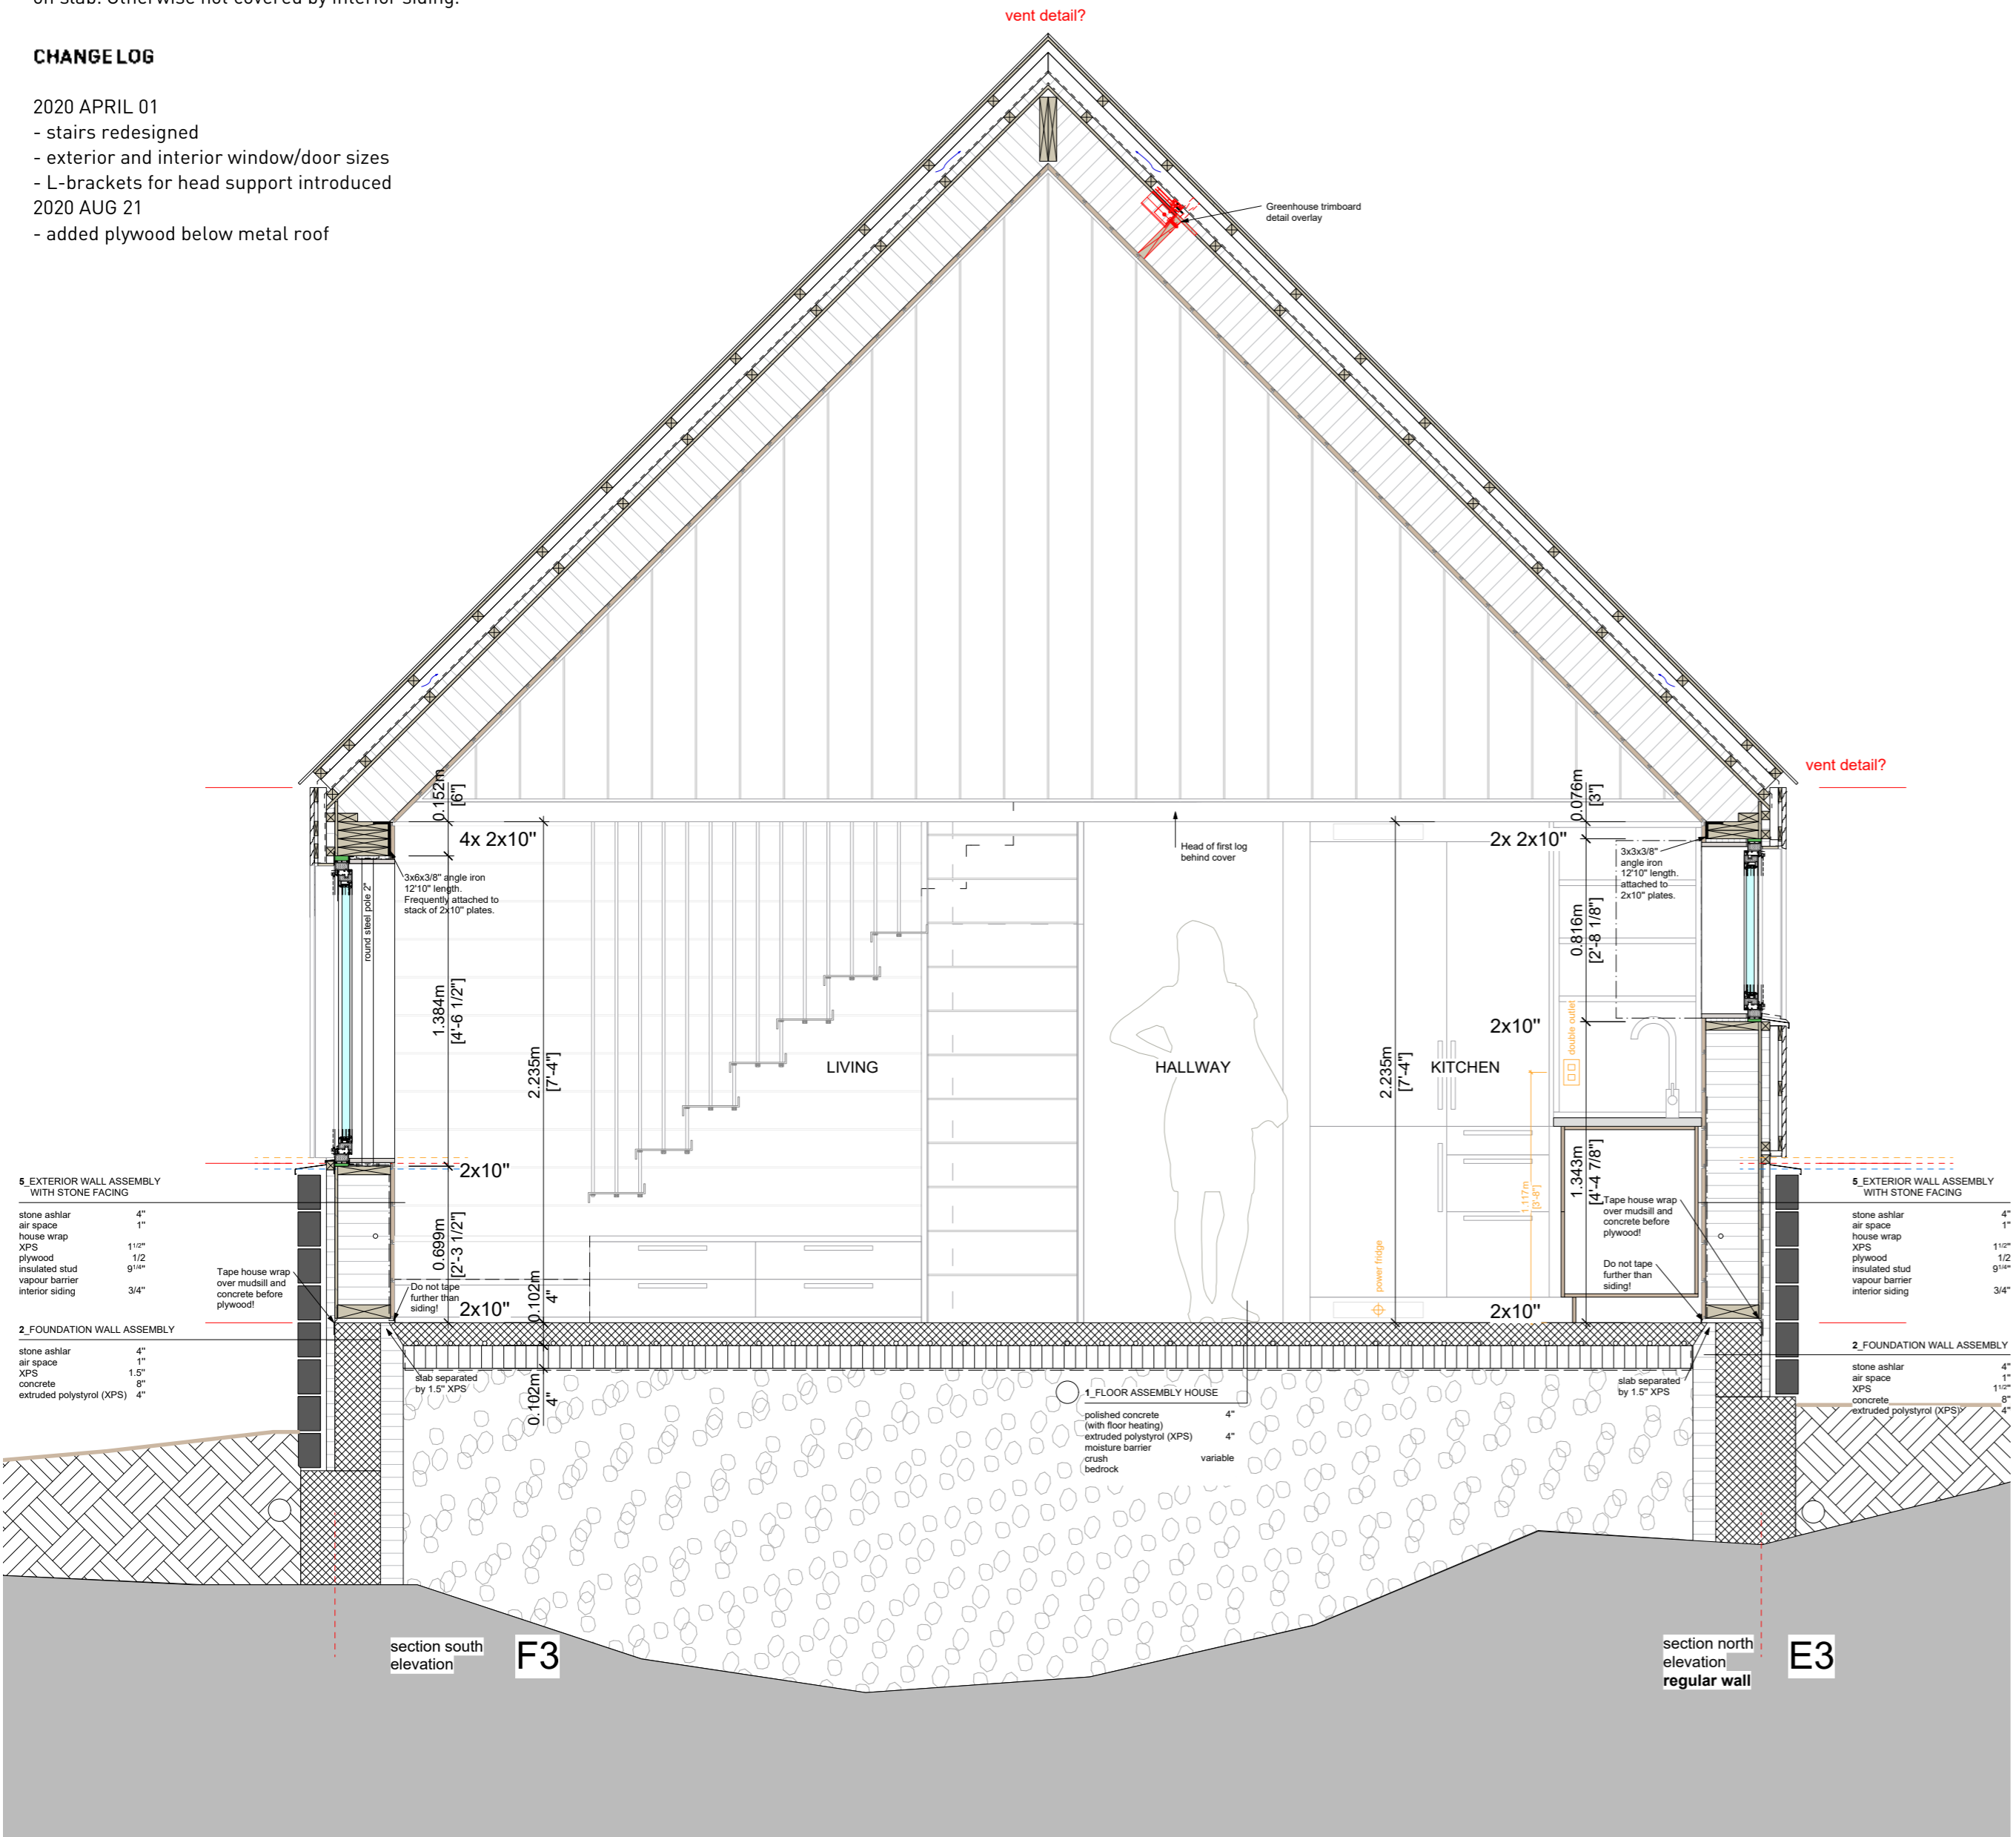 on slab. Otherwise not covered by interior siding.
CHANGELOG
2020 APRIL 01
- stairs redesigned
- exterior and interior window/door sizes
- L-brackets for head support introduced
2020 AUG 21
- added plywood below metal roof
vent detail?
Greenhouse trimboard
detail overlay
vent detail?
0.152m
[6"]
4x 2x10"
3x6x3/8" angle iron
12'10" length.
Frequently attached to
stack of 2x10" plates.
round steel pole 2"
1.384m
[4'-6 1/2"]
2.235m
[7'-4"]
2x10"
0.699m
[2'-3 1/2"]
2x10"
0.102m
4"
0.102m
4"
LIVING
Head of first log
behind cover
HALLWAY
2.235m
[7'-4"]
KITCHEN
0.076m
[3"]
2x 2x10"
3x3x3/8"
angle iron
12'10" length.
attached to
2x10" plates.
0.816m
[2'-8 1/8"]
2x10"
double outlet
1.343m
[4'-4 7/8"]
1.117m
[3'-8"]
power fridge
2x10"
Tape house wrap
over mudsill and
concrete before
plywood!
Do not tape
further than
siding!
slab separated
by 1.5" XPS
5_EXTERIOR WALL ASSEMBLY
WITH STONE FACING
stone ashlar 4"
air space 1"
house wrap
XPS 1 1/2"
plywood 1/2
insulated stud 9 1/4"
vapour barrier
interior siding 3/4"
2_FOUNDATION WALL ASSEMBLY
stone ashlar 4"
air space 1"
XPS 1.5"
concrete 8"
extruded polystyrol (XPS) 4"
Tape house wrap
over mudsill and
concrete before
plywood!
Do not tape
further than
siding!
slab separated
by 1.5" XPS
1_FLOOR ASSEMBLY HOUSE
polished concrete 4"
(with floor heating)
extruded polystyrol (XPS) 4"
moisture barrier
crush variable
bedrock
5_EXTERIOR WALL ASSEMBLY
WITH STONE FACING
stone ashlar 4"
air space 1"
house wrap
XPS 1 1/2"
plywood 1/2
insulated stud 9 1/4"
vapour barrier
interior siding 3/4"
2_FOUNDATION WALL ASSEMBLY
stone ashlar 4"
air space 1"
XPS 1 1/2"
concrete 8"
extruded polystyrol (XPS) 4"
section south
elevation
F3
section north
elevation
regular wall
E3